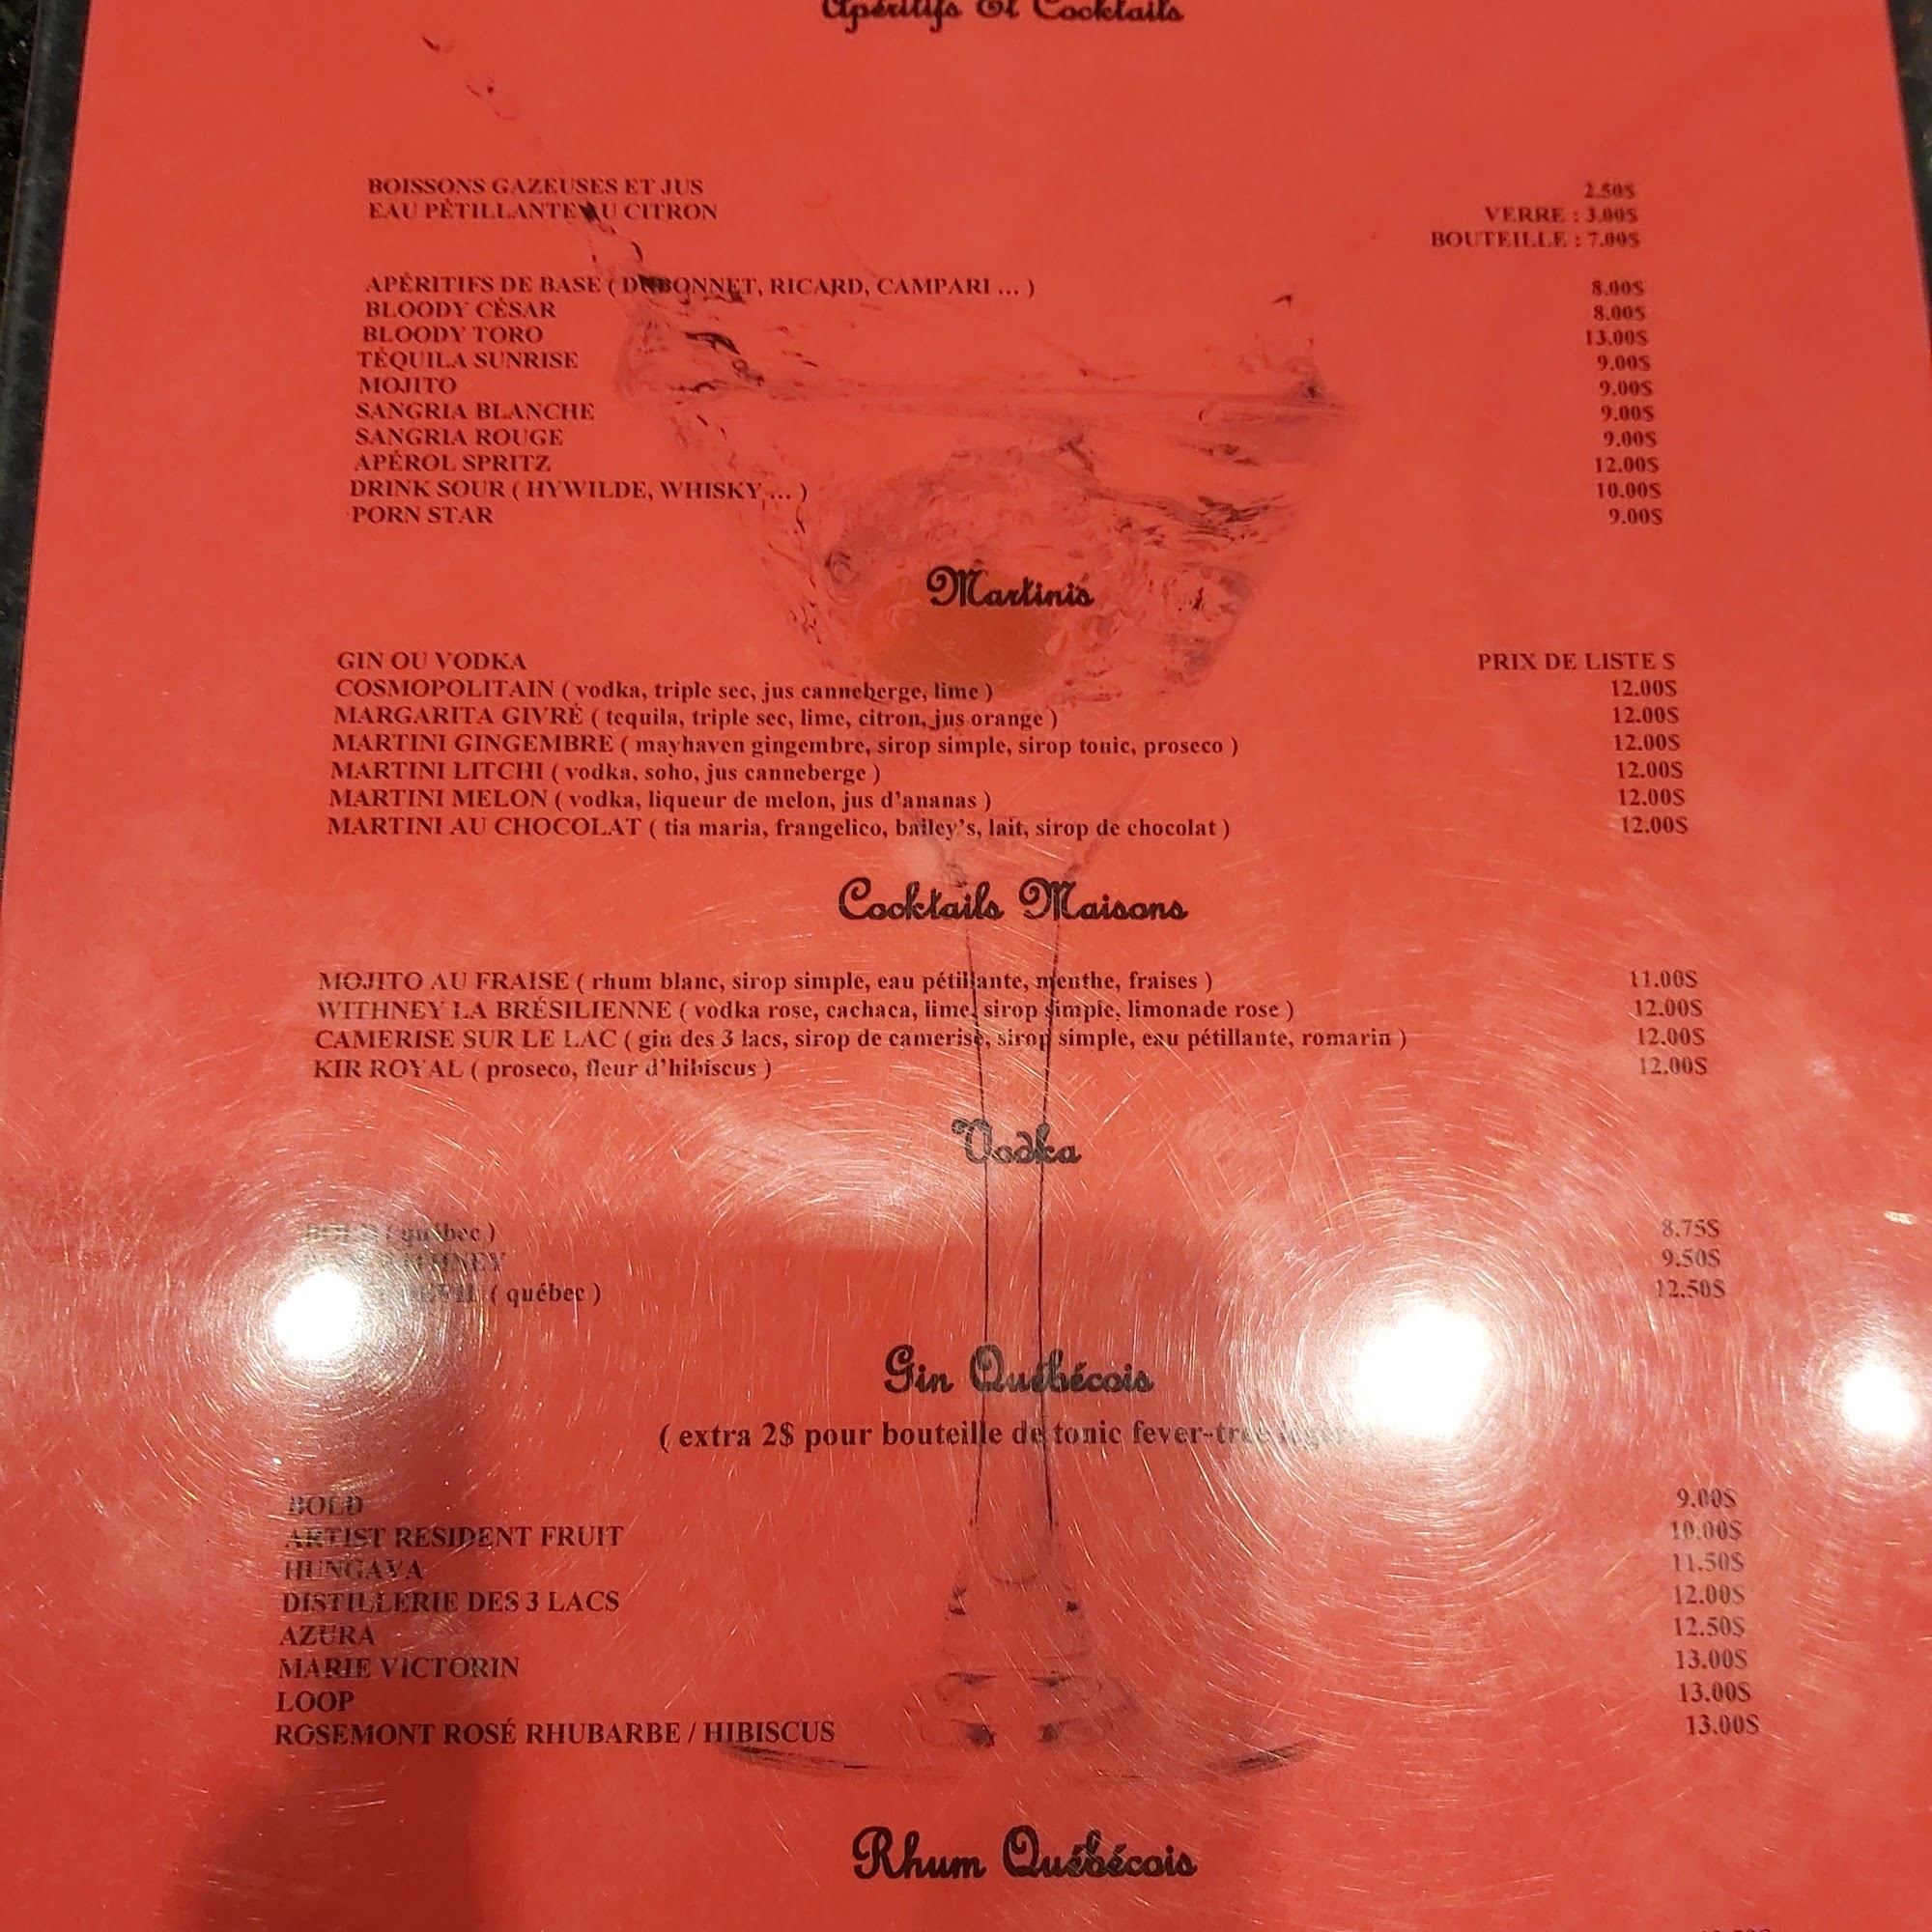 Apéritifs Et Cocktails
BOISSONS GAZEUSES ET JUS 2.50$
EAU PÉTILLANTE AU CITRON VERRE : 3.00$
BOUTEILLE : 7.00$
APÉRITIFS DE BASE ( DUBONNET, RICARD, CAMPARI ... ) 8.00$
BLOODY CÉSAR 8.00$
BLOODY TORO 13.00$
TÉQUILA SUNRISE 9.00$
MOJITO 9.00$
SANGRIA BLANCHE 9.00$
SANGRIA ROUGE 9.00$
APÉROL SPRITZ 12.00$
DRINK SOUR ( HYWILDE, WHISKY ... ) 10.00$
PORN STAR 9.00$
Martinis
GIN OU VODKA PRIX DE LISTE $
COSMOPOLITAIN ( vodka, triple sec, jus canneberge, lime ) 12.00$
MARGARITA GIVRÉ ( tequila, triple sec, lime, citron, jus orange ) 12.00$
MARTINI GINGEMBRE ( mayhaven gingembre, sirop simple, sirop tonic, proseco ) 12.00$
MARTINI LITCHI ( vodka, soho, jus canneberge ) 12.00$
MARTINI MELON ( vodka, liqueur de melon, jus d'ananas ) 12.00$
MARTINI AU CHOCOLAT ( tia maria, frangelico, bailey's, lait, sirop de chocolat ) 12.00$
Cocktails Maisons
MOJITO AU FRAISE ( rhum blanc, sirop simple, eau pétillante, menthe, fraises ) 11.00$
WITHNEY LA BRÉSILIENNE ( vodka rose, cachaca, lime, sirop simple, limonade rose ) 12.00$
CAMERISE SUR LE LAC ( gin des 3 lacs, sirop de camerise, sirop simple, eau pétillante, romarin ) 12.00$
KIR ROYAL ( proseco, fleur d'hibiscus ) 12.00$
Vodka
( québec ) 8.75$
9.50$
( québec ) 12.50$
Gin Québécois
( extra 2$ pour bouteille de tonic fever-tree
BOLD 9.00$
ARTIST RESIDENT FRUIT 10.00$
HUNGAVA 11.50$
DISTILLERIE DES 3 LACS 12.00$
AZURA 12.50$
MARIE VICTORIN 13.00$
LOOP 13.00$
ROSEMONT ROSÉ RHUBARBE / HIBISCUS 13.00$
Rhum Québécois